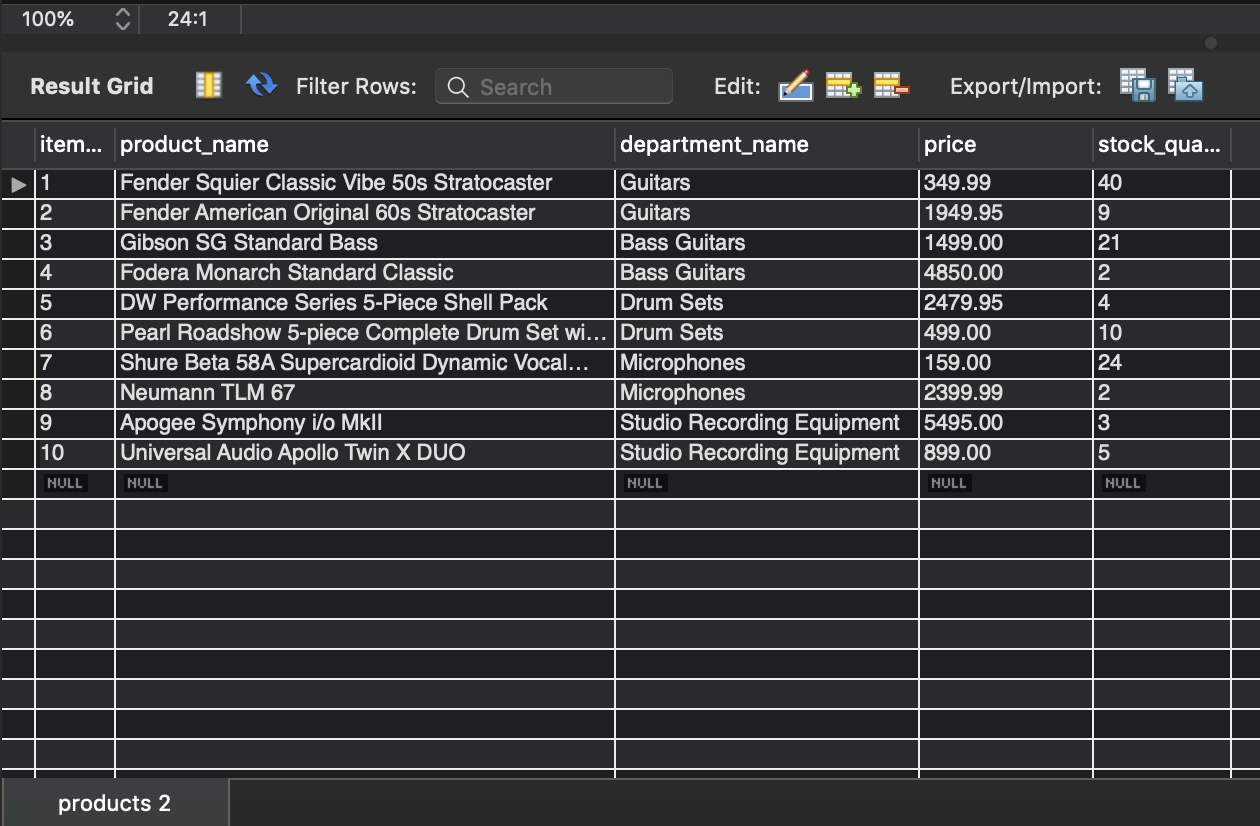 100% 24:1
Result Grid Filter Rows: Search Edit: Export/Import:
item... product_name department_name price stock_qua...
1 Fender Squier Classic Vibe 50s Stratocaster Guitars 349.99 40
2 Fender American Original 60s Stratocaster Guitars 1949.95 9
3 Gibson SG Standard Bass Bass Guitars 1499.00 21
4 Fodera Monarch Standard Classic Bass Guitars 4850.00 2
5 DW Performance Series 5-Piece Shell Pack Drum Sets 2479.95 4
6 Pearl Roadshow 5-piece Complete Drum Set wi... Drum Sets 499.00 10
7 Shure Beta 58A Supercardioid Dynamic Vocal... Microphones 159.00 24
8 Neumann TLM 67 Microphones 2399.99 2
9 Apogee Symphony i/o MkII Studio Recording Equipment 5495.00 3
10 Universal Audio Apollo Twin X DUO Studio Recording Equipment 899.00 5
NULL NULL NULL NULL NULL
products 2